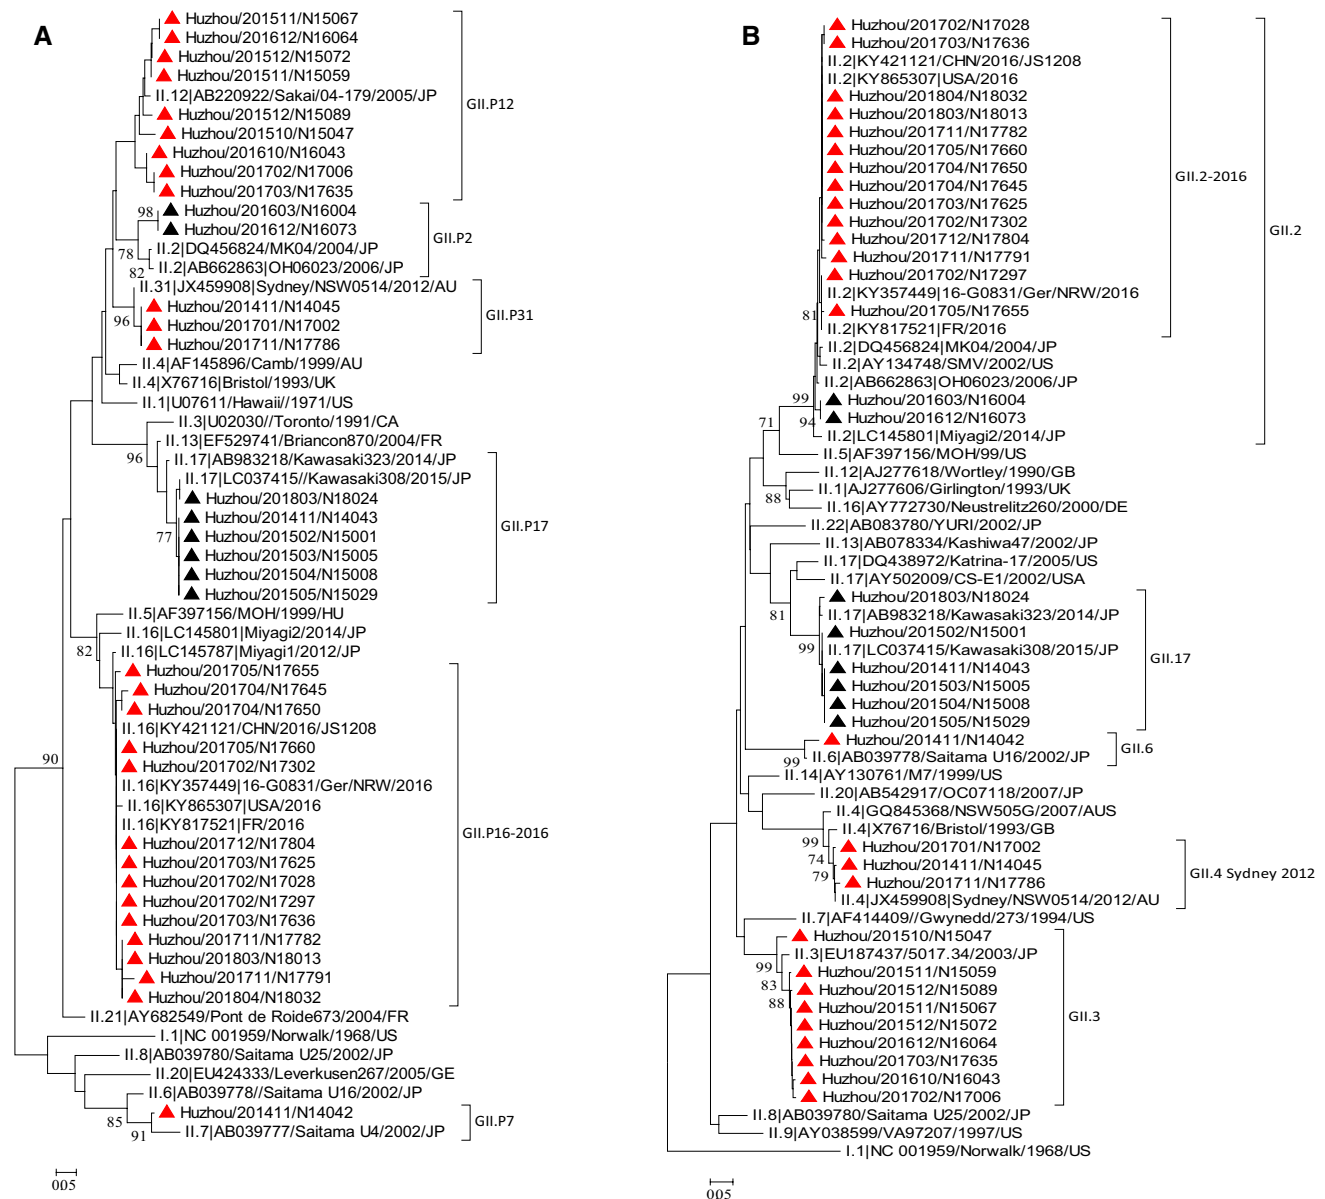 A
Huzhou/201511/N15067
Huzhou/201612/N16064
Huzhou/201512/N15072
Huzhou/201511/N15059
II.12|AB220922/Sakai/04-179/2005/JP
Huzhou/201512/N15089
Huzhou/201510/N15047
Huzhou/201610/N16043
Huzhou/201702/N17006
Huzhou/201703/N17635
GII.P12
98
Huzhou/201603/N16004
Huzhou/201612/N16073
78
II.2|DQ456824/MK04/2004/JP
82
II.2|AB662863|OH06023/2006/JP
GII.P2
II.31|JX459908|Sydney/NSW0514/2012/AU
96
Huzhou/201411/N14045
Huzhou/201701/N17002
Huzhou/201711/N17786
GII.P31
II.4|AF145896/Camb/1999/AU
II.4|X76716|Bristol/1993/UK
II.1|U07611/Hawaii//1971/US
II.3|U02030//Toronto/1991/CA
II.13|EF529741/Briancon870/2004/FR
96
II.17|AB983218/Kawasaki323/2014/JP
II.17|LC037415//Kawasaki308/2015/JP
Huzhou/201803/N18024
Huzhou/201411/N14043
77
Huzhou/201502/N15001
Huzhou/201503/N15005
Huzhou/201504/N15008
Huzhou/201505/N15029
GII.P17
II.5|AF397156/MOH/1999/HU
II.16|LC145801|Miyagi2/2014/JP
82
II.16|LC145787|Miyagi1/2012/JP
Huzhou/201705/N17655
Huzhou/201704/N17645
Huzhou/201704/N17650
II.16|KY421121/CHN/2016/JS1208
Huzhou/201705/N17660
Huzhou/201702/N17302
II.16|KY357449|16-G0831/Ger/NRW/2016
II.16|KY865307|USA/2016
II.16|KY817521|FR/2016
Huzhou/201712/N17804
Huzhou/201703/N17625
Huzhou/201702/N17028
Huzhou/201702/N17297
Huzhou/201703/N17636
Huzhou/201711/N17782
Huzhou/201803/N18013
Huzhou/201711/N17791
Huzhou/201804/N18032
GII.P16-2016
90
II.21|AY682549/Pont de Roide673/2004/FR
I.1|NC 001959/Norwalk/1968/US
II.8|AB039780/Saitama U25/2002/JP
II.20|EU424333/Leverkusen267/2005/GE
II.6|AB039778//Saitama U16/2002/JP
85
Huzhou/201411/N14042
91
II.7|AB039777/Saitama U4/2002/JP
GII.P7
005
B
Huzhou/201702/N17028
Huzhou/201703/N17636
II.2|KY421121/CHN/2016/JS1208
II.2|KY865307|USA/2016
Huzhou/201804/N18032
Huzhou/201803/N18013
Huzhou/201711/N17782
Huzhou/201705/N17660
Huzhou/201704/N17650
Huzhou/201704/N17645
Huzhou/201703/N17625
Huzhou/201702/N17302
Huzhou/201712/N17804
Huzhou/201711/N17791
Huzhou/201702/N17297
II.2|KY357449|16-G0831/Ger/NRW/2016
81
Huzhou/201705/N17655
II.2|KY817521|FR/2016
GII.2-2016
II.2|DQ456824|MK04/2004/JP
II.2|AY134748/SMV/2002/US
II.2|AB662863|OH06023/2006/JP
99
Huzhou/201603/N16004
94
Huzhou/201612/N16073
II.2|LC145801|Miyagi2/2014/JP
GII.2
71
II.5|AF397156/MOH/99/US
II.12|AJ277618/Wortley/1990/GB
88
II.1|AJ277606/Girlington/1993/UK
II.16|AY772730/Neustrelitz260/2000/DE
II.22|AB083780/YURI/2002/JP
II.13|AB078334/Kashiwa47/2002/JP
II.17|DQ438972/Katrina-17/2005/US
II.17|AY502009/CS-E1/2002/USA
81
Huzhou/201803/N18024
II.17|AB983218/Kawasaki323/2014/JP
Huzhou/201502/N15001
99
II.17|LC037415/Kawasaki308/2015/JP
Huzhou/201411/N14043
Huzhou/201503/N15005
Huzhou/201504/N15008
Huzhou/201505/N15029
GII.17
Huzhou/201411/N14042
99
II.6|AB039778/Saitama U16/2002/JP
GII.6
II.14|AY130761/M7/1999/US
II.20|AB542917/OC07118/2007/JP
II.4|GQ845368/NSW505G/2007/AUS
II.4|X76716/Bristol/1993/GB
99
Huzhou/201701/N17002
74
Huzhou/201411/N14045
79
Huzhou/201711/N17786
II.4|JX459908|Sydney/NSW0514/2012/AU
GII.4 Sydney 2012
II.7|AF414409//Gwynedd/273/1994/US
Huzhou/201510/N15047
II.3|EU187437/5017.34/2003/JP
99
Huzhou/201511/N15059
83
Huzhou/201512/N15089
88
Huzhou/201511/N15067
Huzhou/201512/N15072
Huzhou/201612/N16064
Huzhou/201703/N17635
Huzhou/201610/N16043
Huzhou/201702/N17006
GII.3
II.8|AB039780/Saitama U25/2002/JP
II.9|AY038599/VA97207/1997/US
I.1|NC 001959/Norwalk/1968/US
005